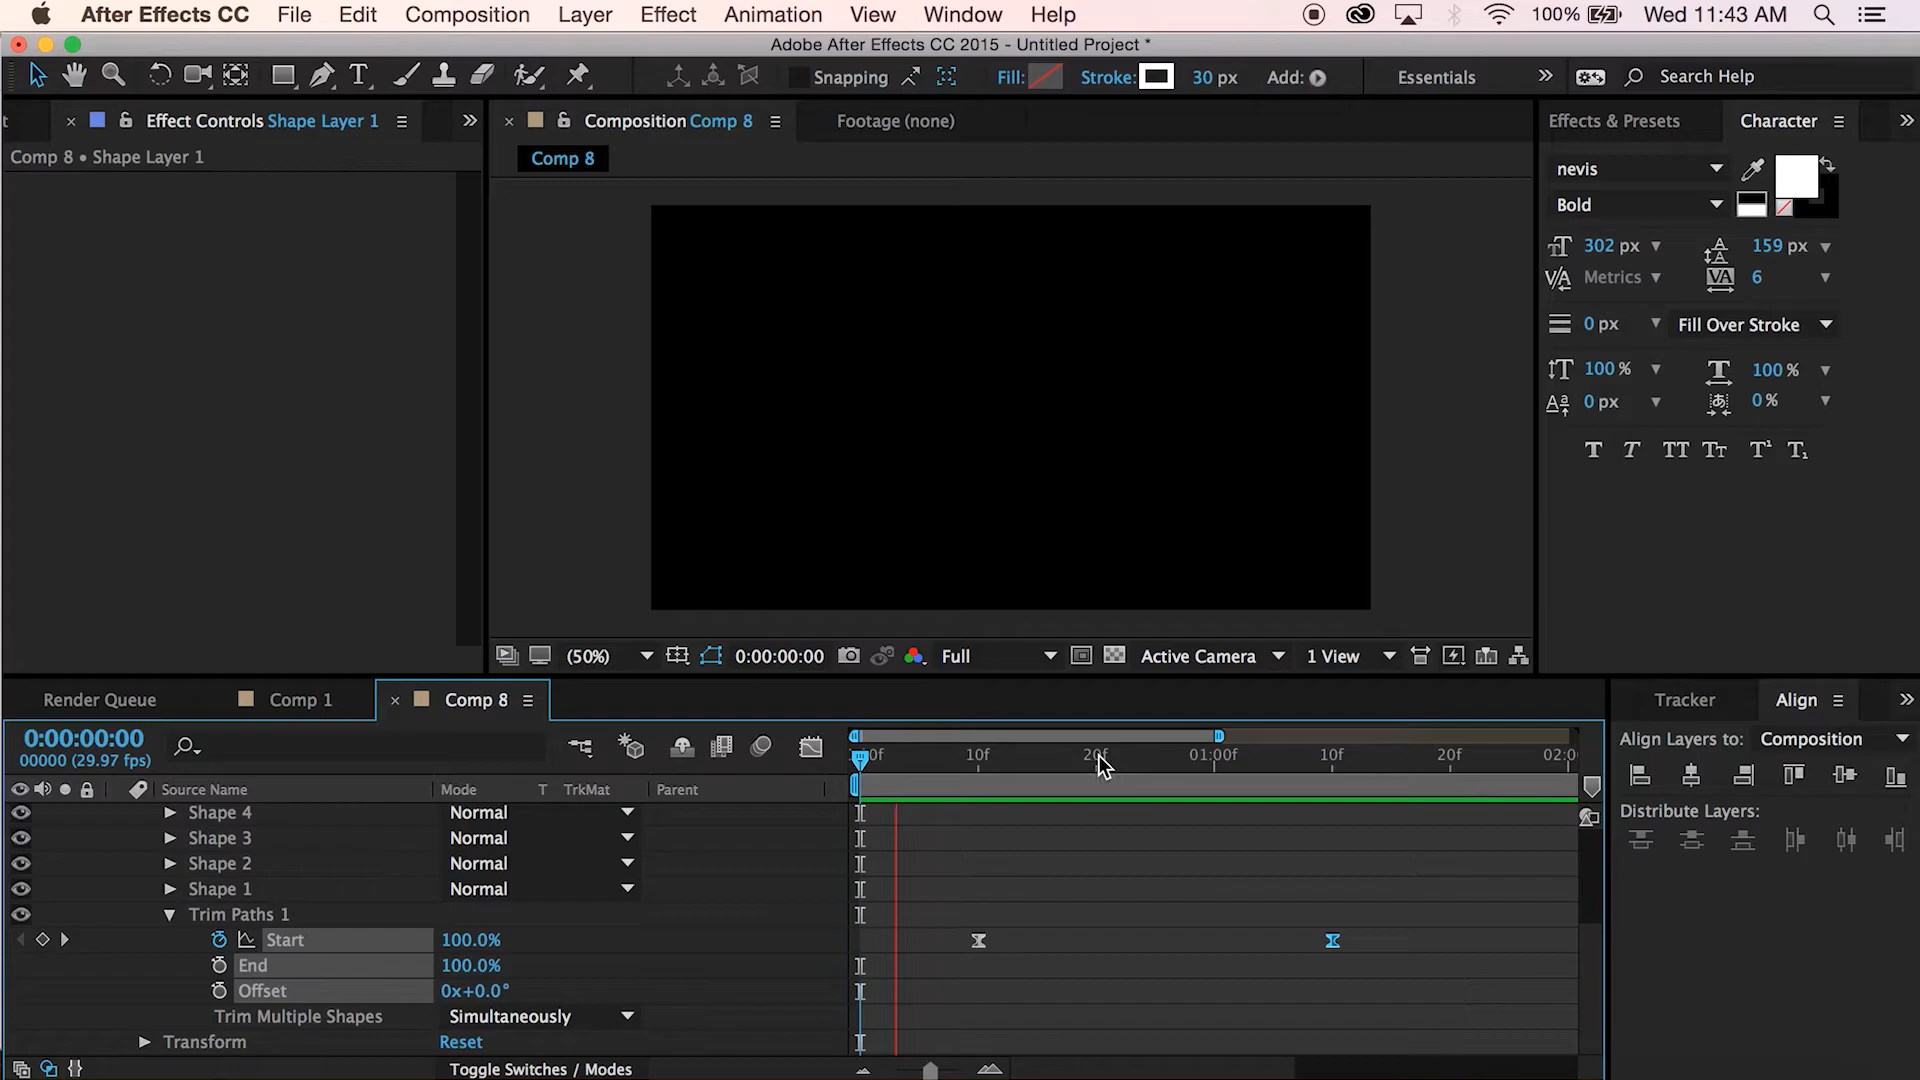 After Effects CC File Edit Composition Layer Effect Animation View Window Help 100% Wed 11:43 AM
Adobe After Effects CC 2015 - Untitled Project *
T Snapping Fill: Stroke: 30 px Add: Essentials Search Help
Effect Controls Shape Layer 1 Composition Comp 8 Footage (none) Effects & Presets Character
Comp 8 • Shape Layer 1
Comp 8
nevis
Bold
302 px 159 px
Metrics 6
0 px Fill Over Stroke
100 % 100 %
0 px 0 %
T T TT Tt T¹ T₁
(50%) 0:00:00:00 Full Active Camera 1 View
Render Queue Comp 1 Comp 8 Tracker Align
0:00:00:00
00000 (29.97 fps)
Align Layers to: Composition
0f 10f 20f 01:00f 10f 20f 02:0
Source Name Mode T TrkMat Parent
Distribute Layers:
Shape 4 Normal
Shape 3 Normal
Shape 2 Normal
Shape 1 Normal
Trim Paths 1
Start 100.0%
End 100.0%
Offset 0x+0.0°
Trim Multiple Shapes Simultaneously
Transform Reset
Toggle Switches / Modes